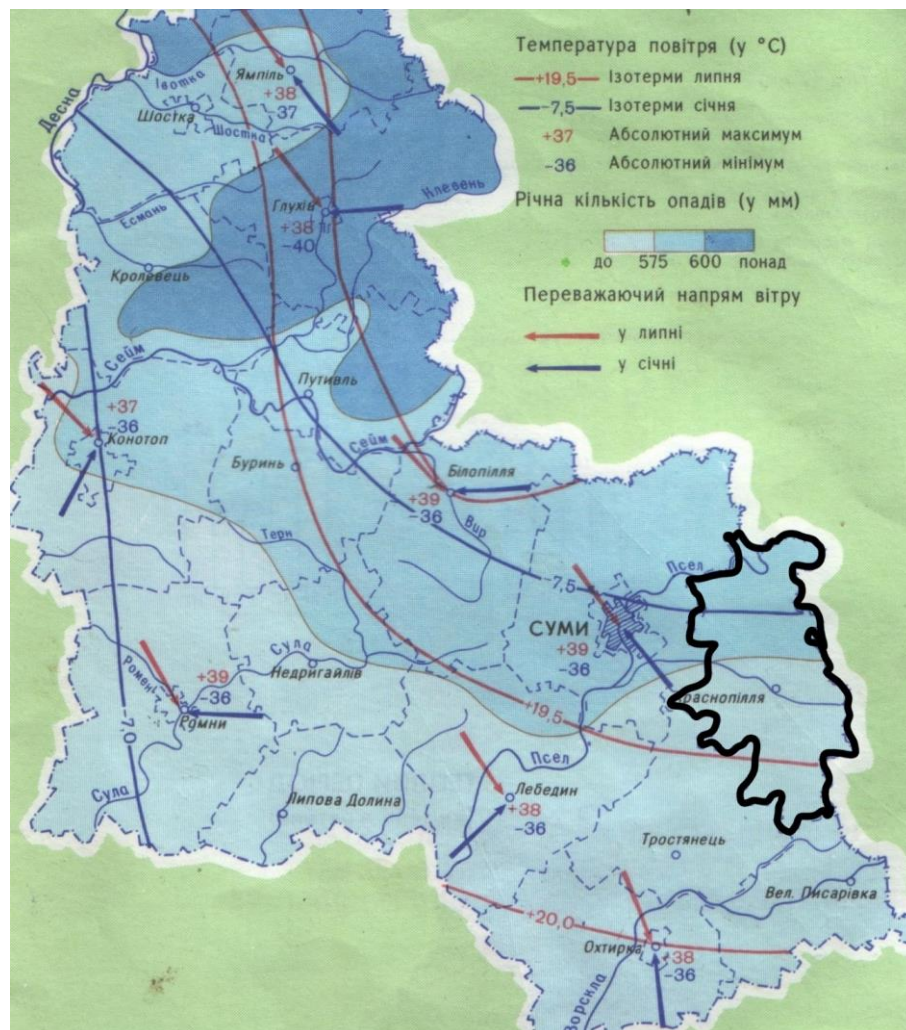 Температура повітря (у °С)
+19,5 Ізотерми липня
-7,5 Ізотерми січня
+37 Абсолютний максимум
-36 Абсолютний мінімум
Річна кількість опадів (у мм)
до 575 600 понад
Переважаючий напрям вітру
у липні
у січні
Десна
Івотка
Ямпіль
+38
-37
Шостка
Шостка
Клевень
Глухів
+38
-40
Есмань
Кролевець
Сейм
Путивль
+37
-36
Конотоп
Сейм
Буринь
Білопілля
+39
-36
Вир
Терн
-7,5
Псел
СУМИ
+39
-36
Сула
Недригайлів
Ромен
+39
-36
Ромни
раснопілля
+19,5
-7,0
Псел
Сула
Липова Долина
Лебедин
+38
-36
Тростянець
Вел. Писарівка
+20,0
Охтирка
+38
-36
Ворскла